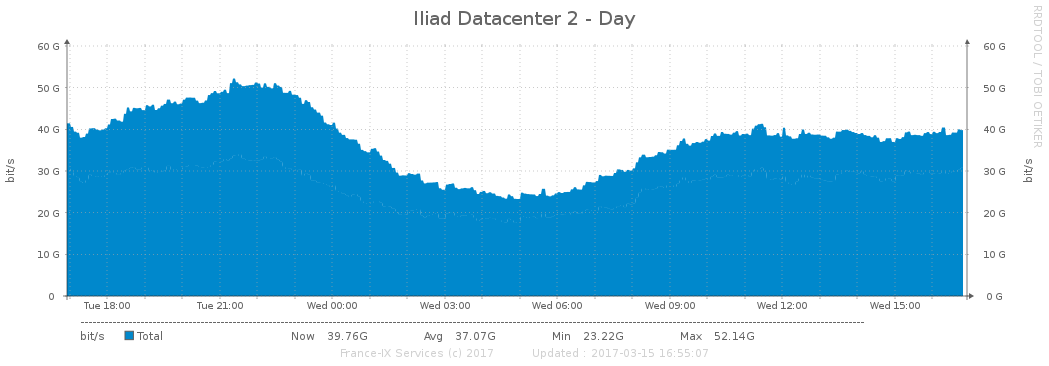 Iliad Datacenter 2 - Day
RRDTOOL / TOBI OETIKER
60 G 60 G
50 G 50 G
40 G 40 G
30 G 30 G
20 G 20 G
10 G 10 G
0 0 G
bit/s bit/s
Tue 18:00 Tue 21:00 Wed 00:00 Wed 03:00 Wed 06:00 Wed 09:00 Wed 12:00 Wed 15:00
bit/s Total Now 39.76G Avg 37.07G Min 23.22G Max 52.14G
France-IX Services (c) 2017 Updated : 2017-03-15 16:55:07